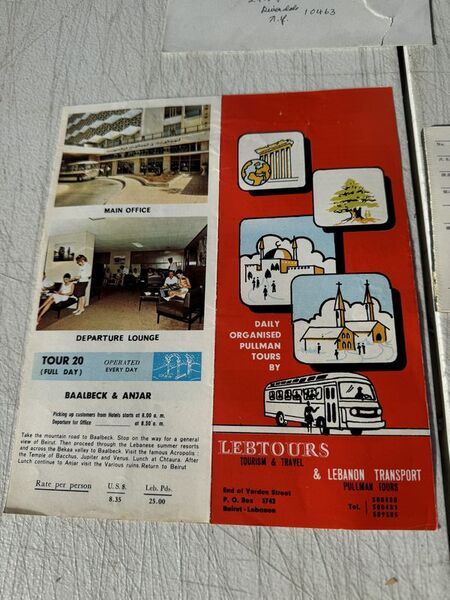 Riverdale 10463
N.Y.
MAIN OFFICE
DEPARTURE LOUNGE
TOUR 20
(FULL DAY)
OPERATED
EVERY DAY
BAALBECK & ANJAR
Picking up customers from Hotels starts at 8.00 a. m.
Departure for Office at 8.50 a. m.
Take the mountain road to Baalbeck. Stop on the way for a general
view of Beirut. Then proceed through the Lebanese summer resorts
and across the Bekaa valley to Baalbeck. Visit the famous Acropolis :
the Temple of Bacchus, Jupiter and Venus. Lunch at Chtaura. After
Lunch continue to Anjar visit the Various ruins. Return to Beirut
Rate per person
U.S.$.
8.35
Leb. Pds.
25.00
DAILY
ORGANISED
PULLMAN
TOURS
BY
LEBTOURS
TOURISM & TRAVEL
& LEBANON TRANSPORT
PULLMAN TOURS
End of Verdun Street
P. O. Box 3742
Beirut - Lebanon
Tel.
No.